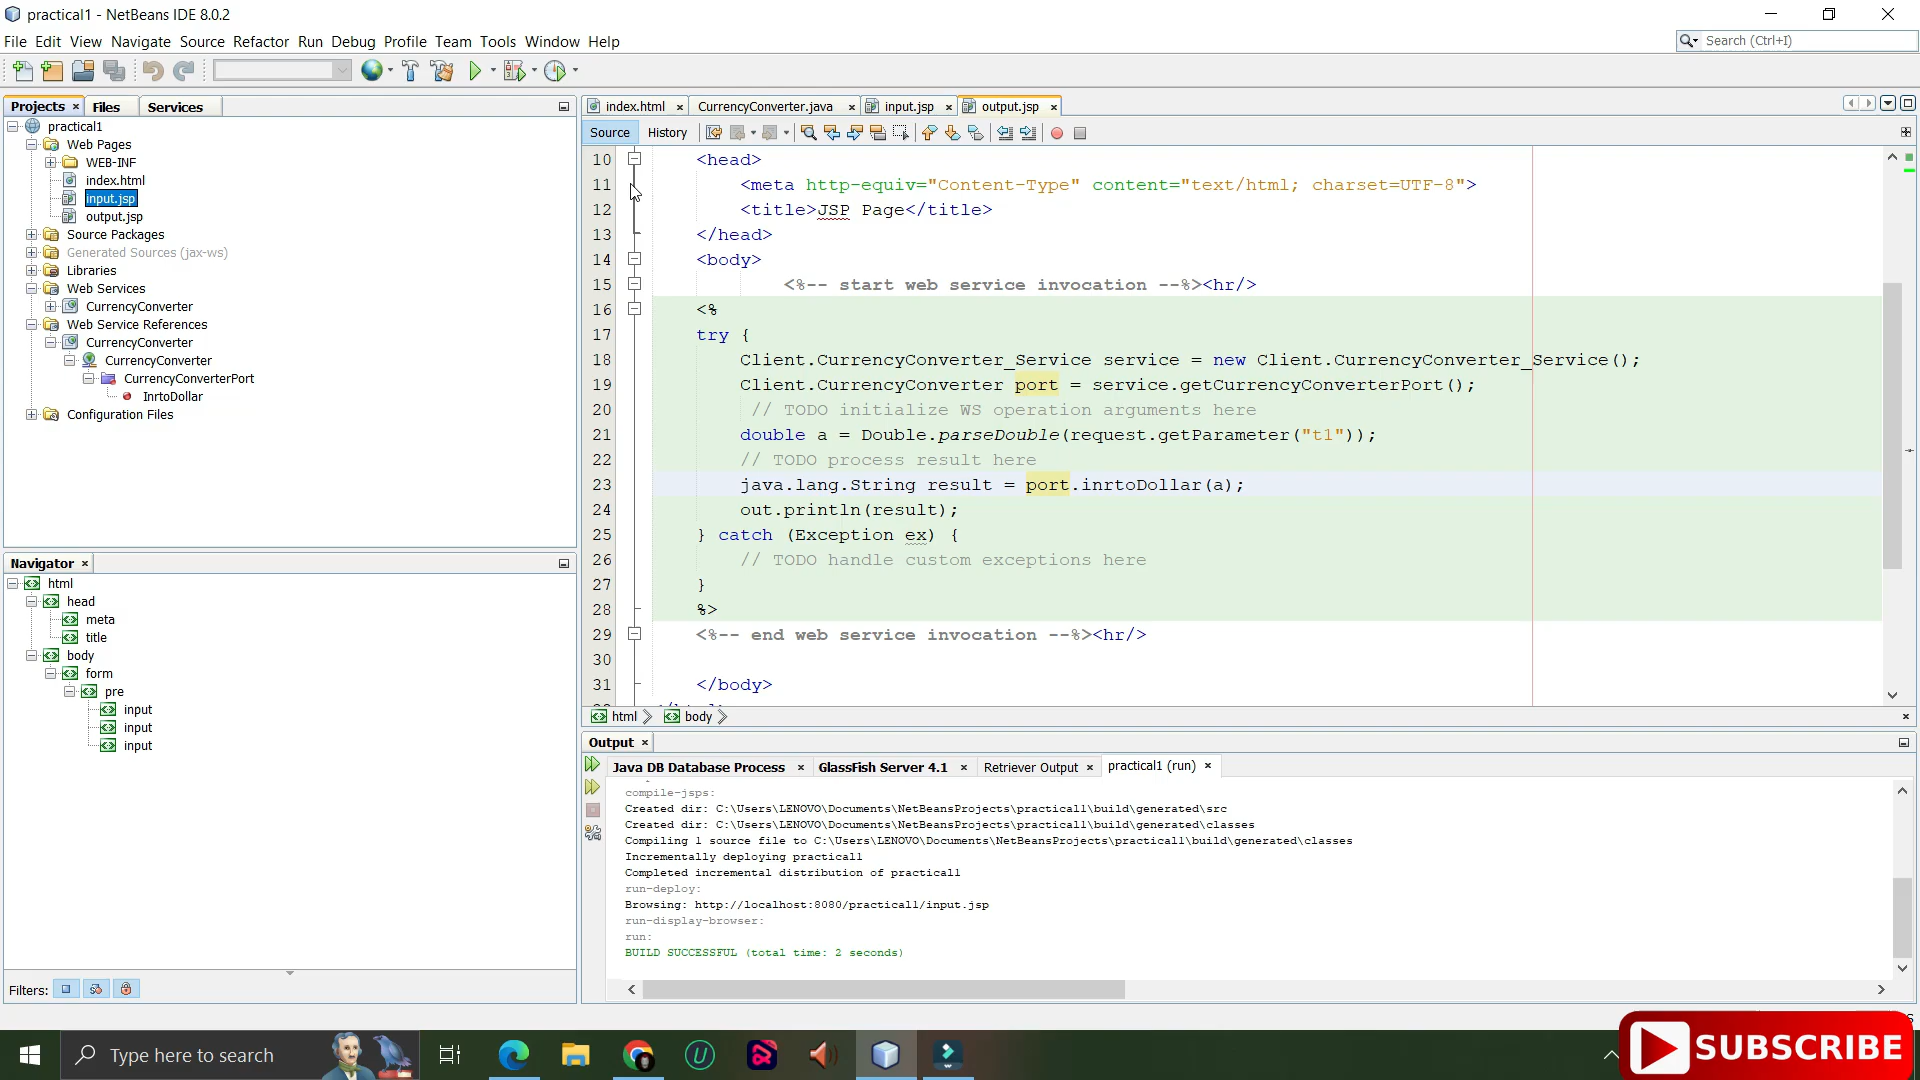 practical1 - NetBeans IDE 8.0.2
File Edit View Navigate Source Refactor Run Debug Profile Team Tools Window Help
Search (Ctrl+I)
Projects Files Services
practical1
Web Pages
WEB-INF
index.html
input.jsp
output.jsp
Source Packages
Generated Sources (jax-ws)
Libraries
Web Services
CurrencyConverter
Web Service References
CurrencyConverter
CurrencyConverter
CurrencyConverterPort
InrtoDollar
Configuration Files
Navigator
html
head
meta
title
body
form
pre
input
input
input
Filters:
index.html CurrencyConverter.java input.jsp output.jsp
Source History
10 <head>
11 <meta http-equiv="Content-Type" content="text/html; charset=UTF-8">
12 <title>JSP Page</title>
13 </head>
14 <body>
15 <%-- start web service invocation --%><hr/>
16 <%
17 try {
18 Client.CurrencyConverter_Service service = new Client.CurrencyConverter_Service();
19 Client.CurrencyConverter port = service.getCurrencyConverterPort();
20 // TODO initialize WS operation arguments here
21 double a = Double.parseDouble(request.getParameter("t1"));
22 // TODO process result here
23 java.lang.String result = port.inrtoDollar(a);
24 out.println(result);
25 } catch (Exception ex) {
26 // TODO handle custom exceptions here
27 }
28 %>
29 <%-- end web service invocation --%><hr/>
30
31 </body>
html body
Output
Java DB Database Process GlassFish Server 4.1 Retriever Output practical1 (run)
compile-jsps:
Created dir: C:\Users\LENOVO\Documents\NetBeansProjects\practical1\build\generated\src
Created dir: C:\Users\LENOVO\Documents\NetBeansProjects\practical1\build\generated\classes
Compiling 1 source file to C:\Users\LENOVO\Documents\NetBeansProjects\practical1\build\generated\classes
Incrementally deploying practical1
Completed incremental distribution of practical1
run-deploy:
Browsing: http://localhost:8080/practical1/input.jsp
run-display-browser:
run:
BUILD SUCCESSFUL (total time: 2 seconds)
Type here to search
SUBSCRIBE